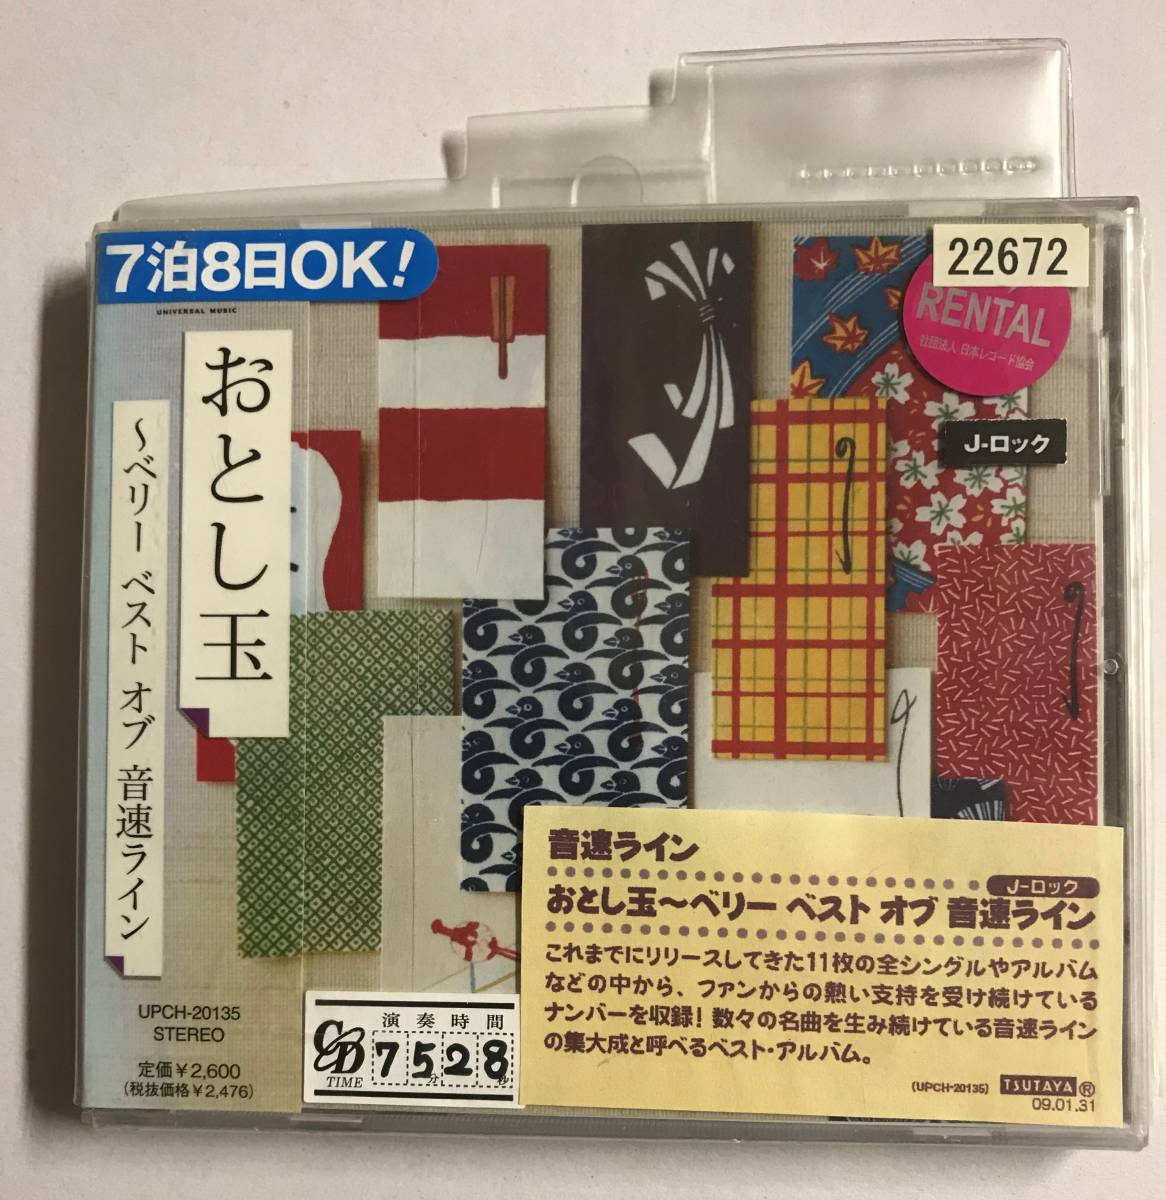 7泊8日OK!
22672
RENTAL
社団法人 日本レコード協会
J-ロック
UNIVERSAL MUSIC
おとし玉
〜ベリー ベスト オブ 音速ライン
UPCH-20135
STEREO
定価￥2,600
(税抜価格￥2,476)
演奏時間
CD
TIME
75分28秒
音速ライン
J-ロック
おとし玉〜ベリー ベスト オブ 音速ライン
これまでにリリースしてきた11枚の全シングルやアルバム
などの中から、ファンからの熱い支持を受け続けている
ナンバーを収録! 数々の名曲を生み続けている音速ライン
の集大成と呼べるベスト・アルバム。
(UPCH-20135)
TSUTAYA®
09.01.31